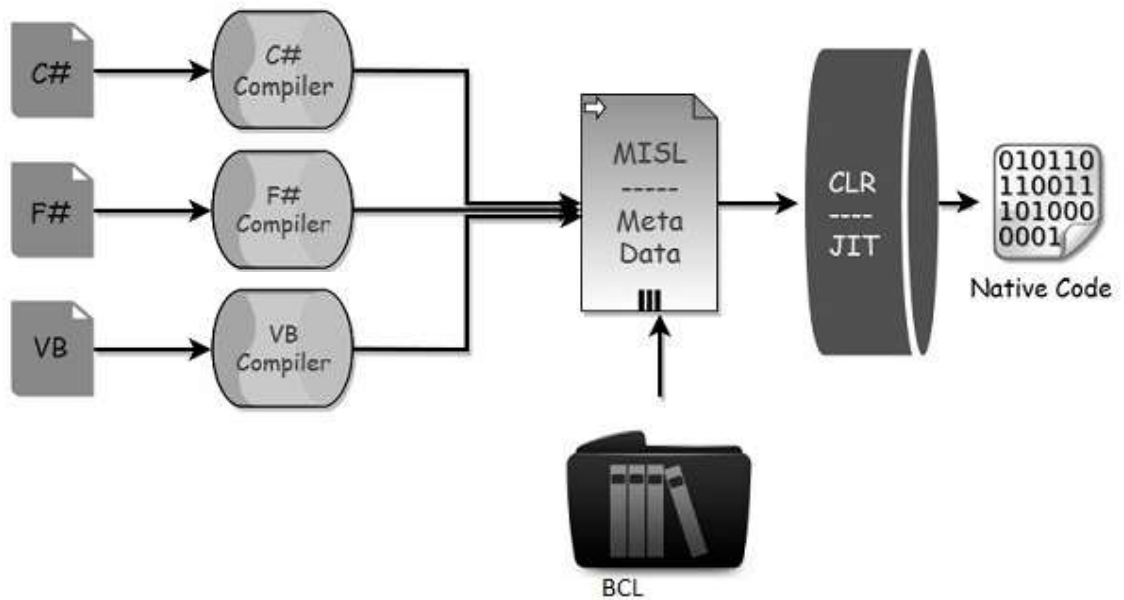 C#
C#
Compiler
F#
F#
Compiler
VB
VB
Compiler
MISL
-----
Meta
Data
CLR
----
JIT
010110
110011
101000
0001
Native Code
BCL